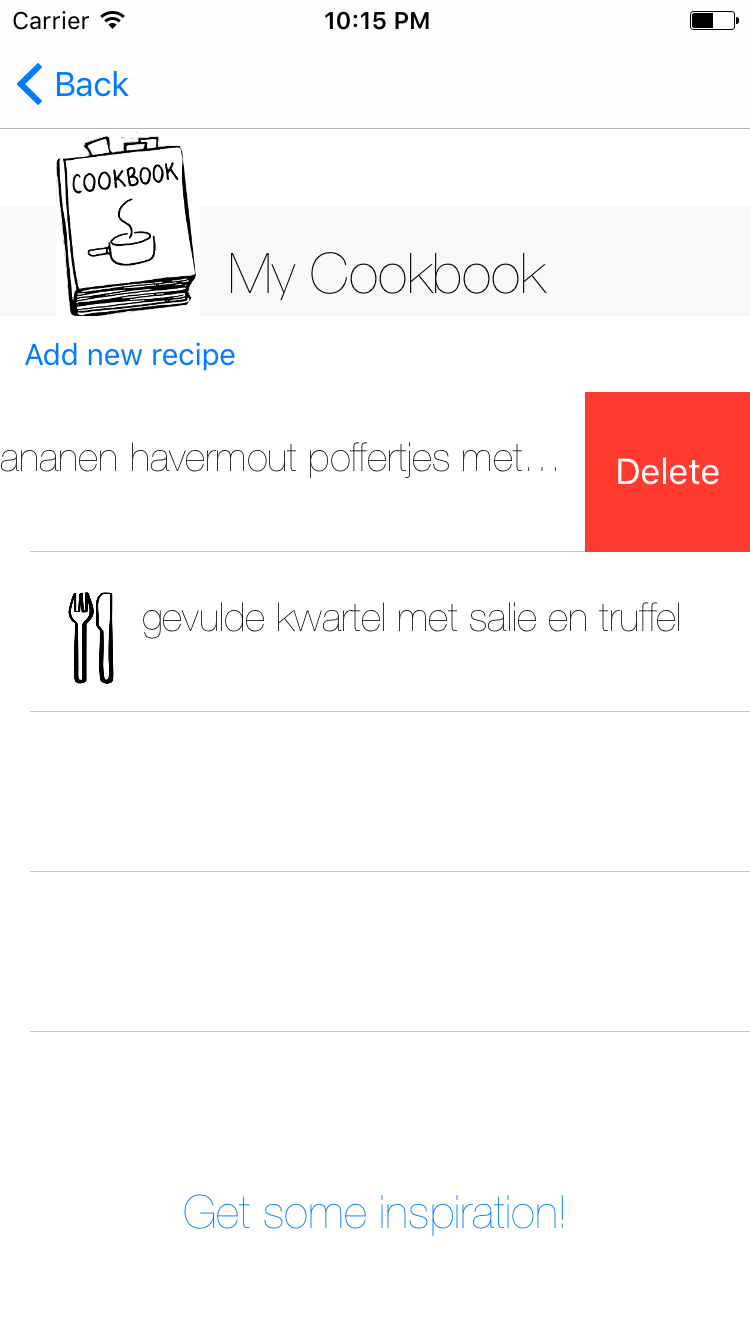 Carrier 10:15 PM
Back
COOKBOOK
My Cookbook
Add new recipe
ananen havermout poffertjes met…
Delete
gevulde kwartel met salie en truffel
Get some inspiration!